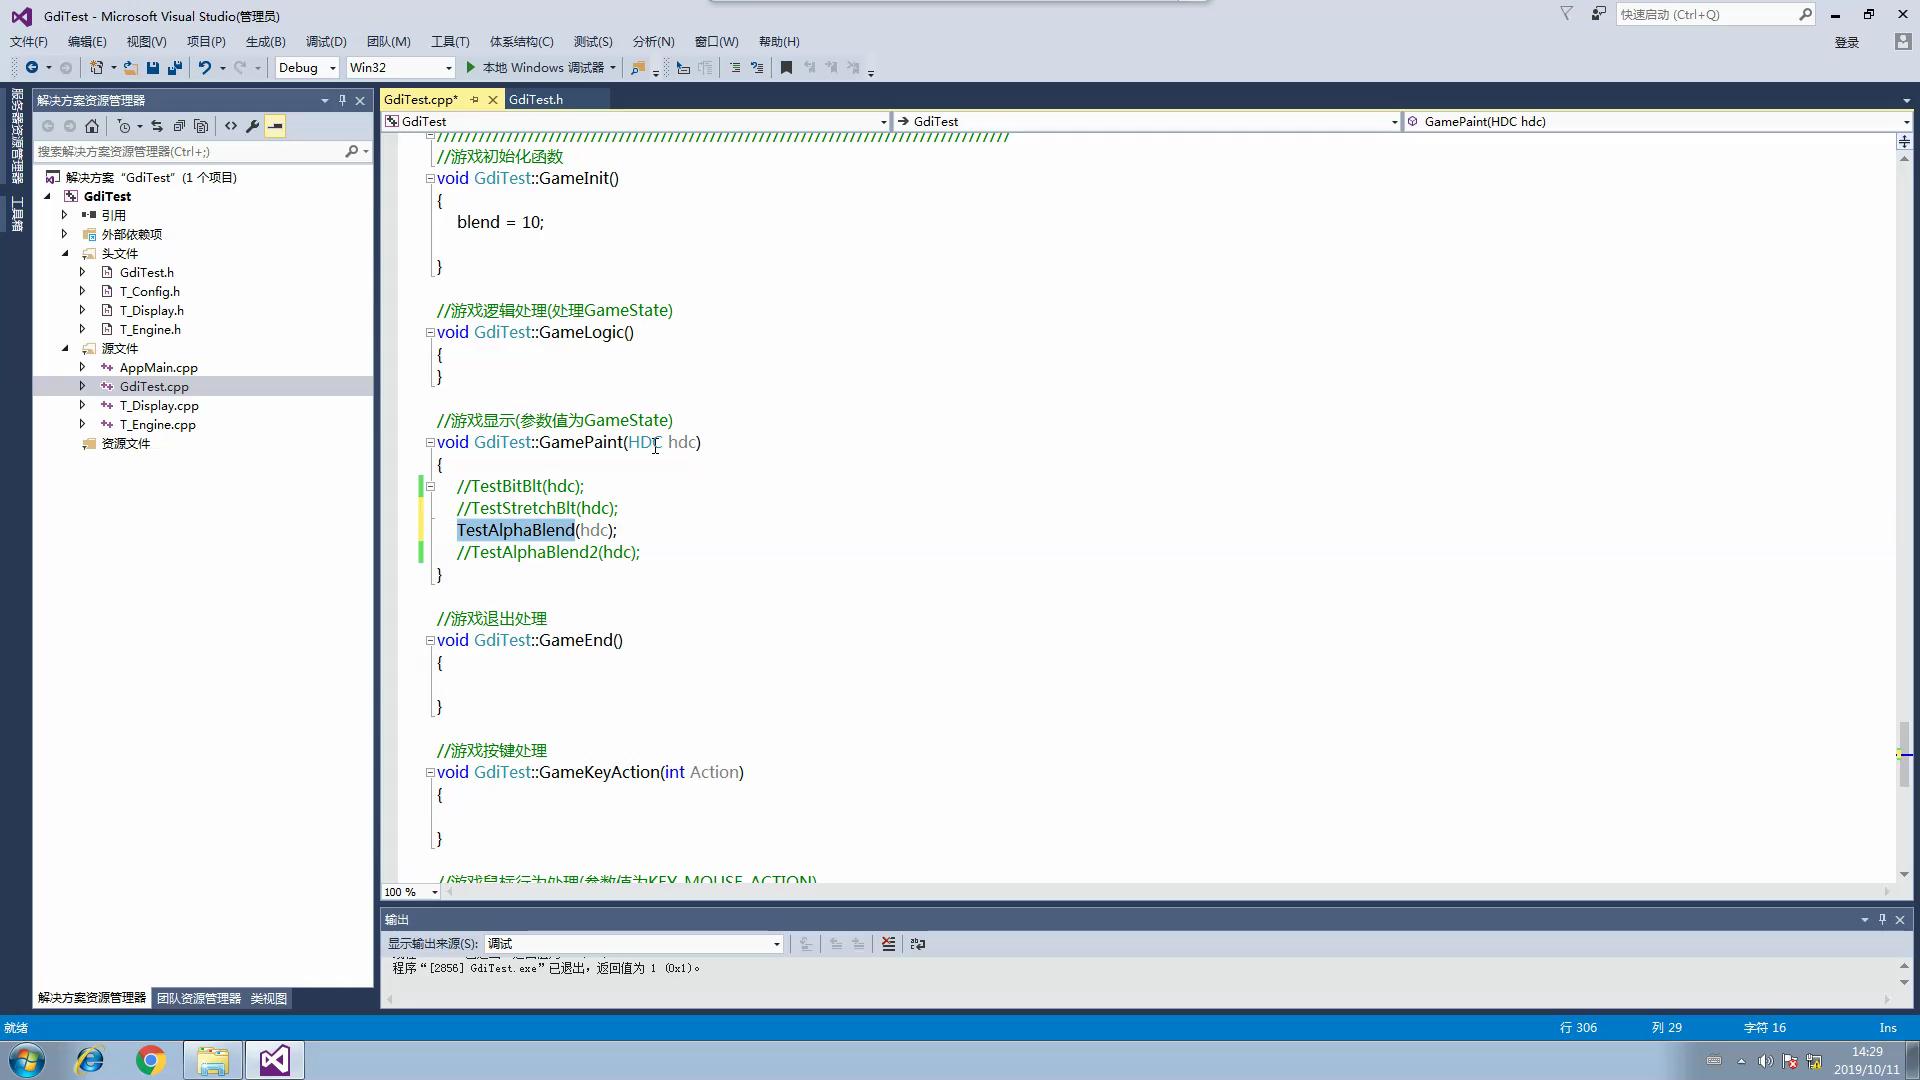 GdiTest - Microsoft Visual Studio(管理员)
快速启动 (Ctrl+Q)
文件(F) 编辑(E) 视图(V) 项目(P) 生成(B) 调试(D) 团队(M) 工具(T) 体系结构(C) 测试(S) 分析(N) 窗口(W) 帮助(H)
登录
Debug Win32 本地 Windows 调试器
服务器资源管理器
工具箱
解决方案资源管理器
搜索解决方案资源管理器(Ctrl+;)
解决方案 "GdiTest" (1 个项目)
GdiTest
引用
外部依赖项
头文件
GdiTest.h
T_Config.h
T_Display.h
T_Engine.h
源文件
AppMain.cpp
GdiTest.cpp
T_Display.cpp
T_Engine.cpp
资源文件
解决方案资源管理器 团队资源管理器 类视图
GdiTest.cpp* GdiTest.h
GdiTest GdiTest GamePaint(HDC hdc)
//游戏初始化函数
void GdiTest::GameInit()
{
blend = 10;
}
//游戏逻辑处理(处理GameState)
void GdiTest::GameLogic()
{
}
//游戏显示(参数值为GameState)
void GdiTest::GamePaint(HDC hdc)
{
//TestBitBlt(hdc);
//TestStretchBlt(hdc);
TestAlphaBlend(hdc);
//TestAlphaBlend2(hdc);
}
//游戏退出处理
void GdiTest::GameEnd()
{
}
//游戏按键处理
void GdiTest::GameKeyAction(int Action)
{
}
//游戏鼠标行为处理(参数值为KEY_MOUSE_ACTION)
100 %
输出
显示输出来源(S): 调试
程序“[2856] GdiTest.exe”已退出，返回值为 1 (0x1)。
就绪
行 306 列 29 字符 16 Ins
14:29
2019/10/11